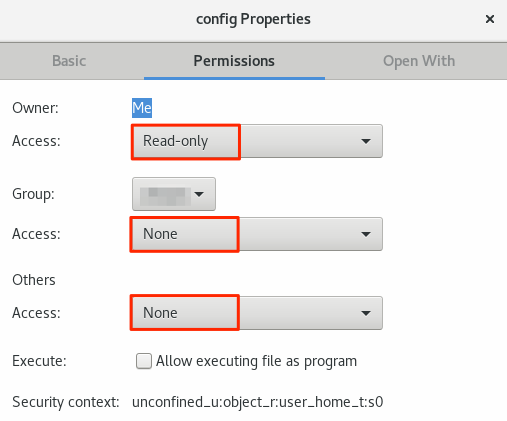 config Properties ×
Basic Permissions Open With
Owner: Me
Access: Read-only
Group:
Access: None
Others
Access: None
Execute: Allow executing file as program
Security context: unconfined_u:object_r:user_home_t:s0